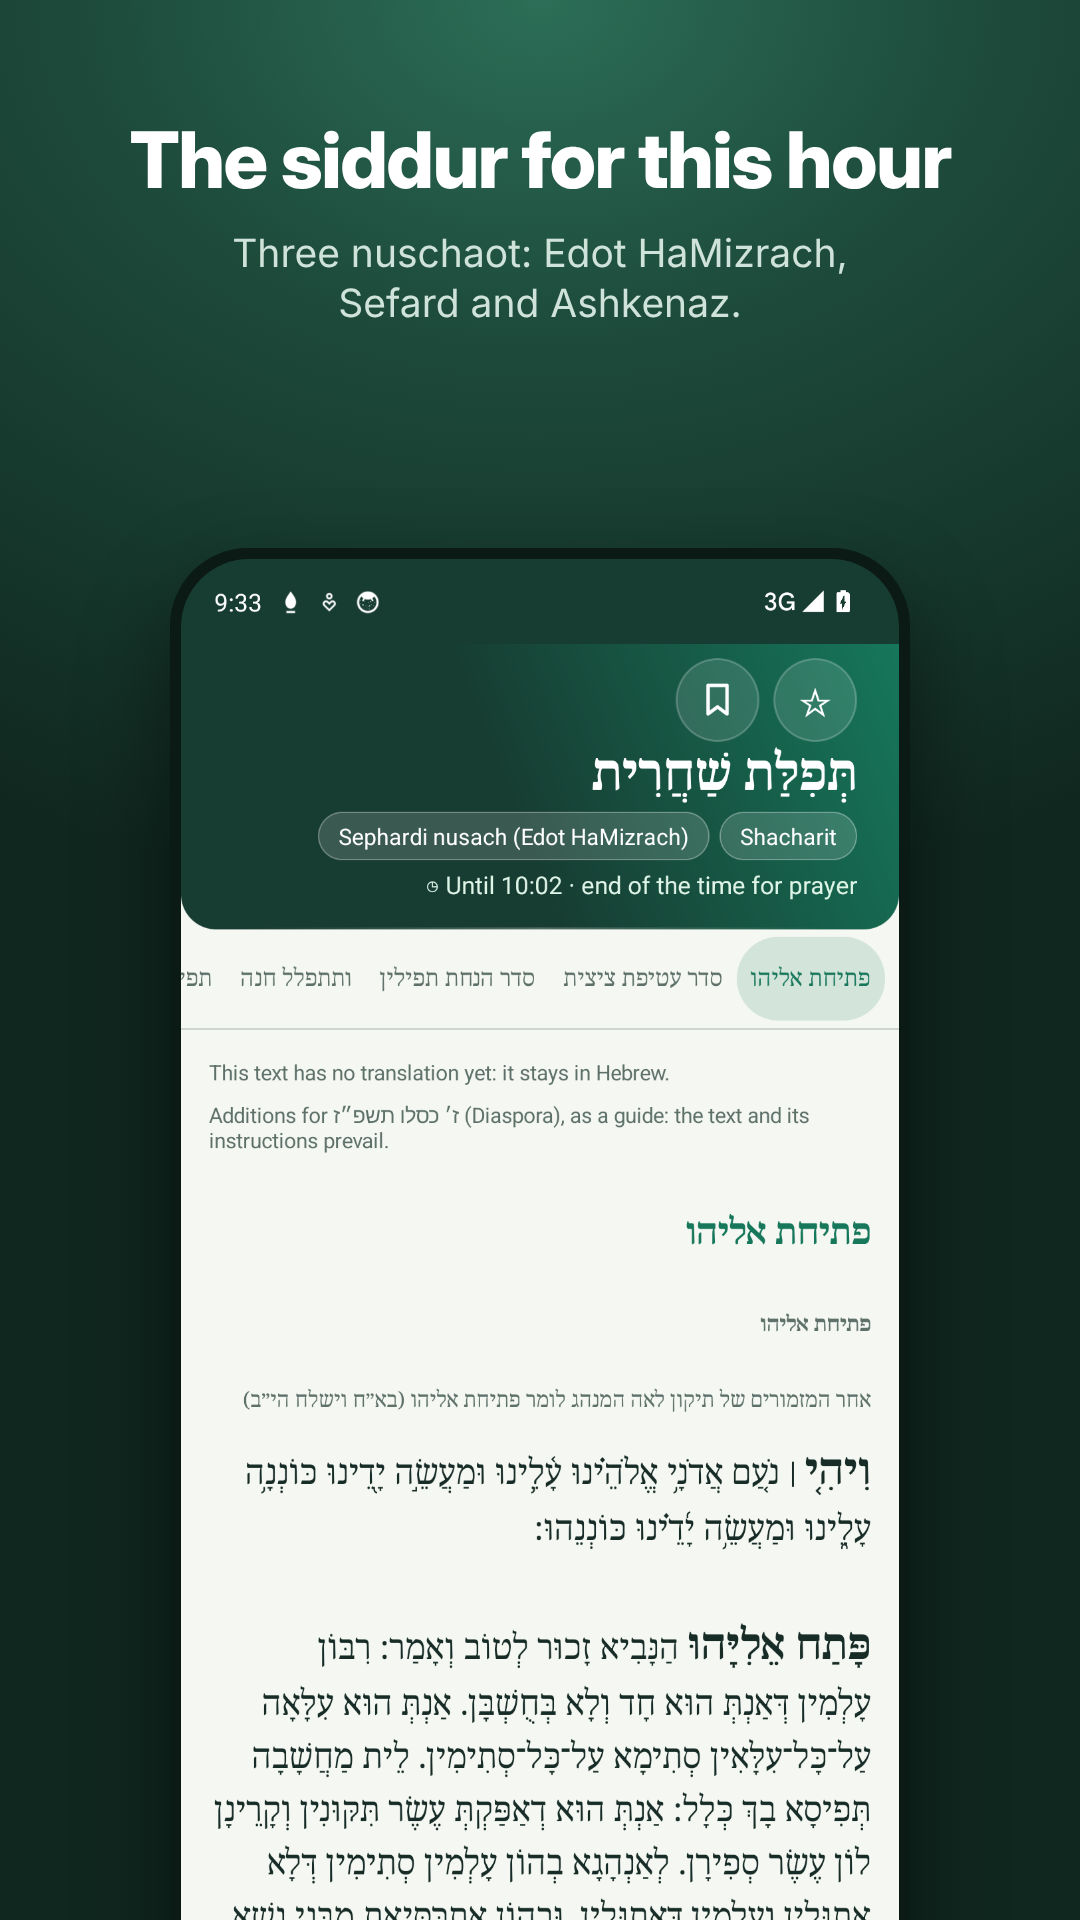 The siddur for this hour
Three nuschaot: Edot HaMizrach,
Sefard and Ashkenaz.
9:33
3G
תְּפִלַּת שַׁחֲרִית
Sephardi nusach (Edot HaMizrach) Shacharit
Until 10:02 · end of the time for prayer
פתיחת אליהו סדר עטיפת ציצית סדר הנחת תפילין ותתפלל חנה
This text has no translation yet: it stays in Hebrew.
Additions for ז׳ כסלו תשפ״ז (Diaspora), as a guide: the text and its
instructions prevail.
פתיחת אליהו
פתיחת אליהו
אחר המזמורים של תיקון לאה המנהג לומר פתיחת אליהו (בא״ח וישלח הי״ב)
וִיהִ֤י ׀ נֹ֤עַם אֲדֹנָ֥י אֱלֹהֵ֗ינוּ עָ֫לֵ֥ינוּ וּמַעֲשֵׂ֣ה יָ֭דֵינוּ כּוֹנְנָ֥ה
עָלֵ֑ינוּ וּמַעֲשֵׂ֥ה יָ֝דֵ֗ינוּ כּוֹנְנֵֽהוּ׃
פָּתַח אֵלִיָּהוּ הַנָּבִיא זָכוּר לְטוֹב וְאָמַר: רִבּוֹן
עָלְמִין דְּאַנְתְּ הוּא חָד וְלָא בְּחֻשְׁבָּן. אַנְתְּ הוּא עִלָּאָה
עַל־כָּל־עִלָּאִין סְתִימָא עַל־כָּל־סְתִימִין. לֵית מַחֲשָׁבָה
תְּפִיסָא בָךְ כְּלָל: אַנְתְּ הוּא דְאַפַּקְתְּ עֶשֶׂר תִּקּוּנִין וְקָרֵינָן
לוֹן עֶשֶׂר סְפִירָן. לְאַנְהָגָא בְהוֹן עָלְמִין סְתִימִין דְּלָא